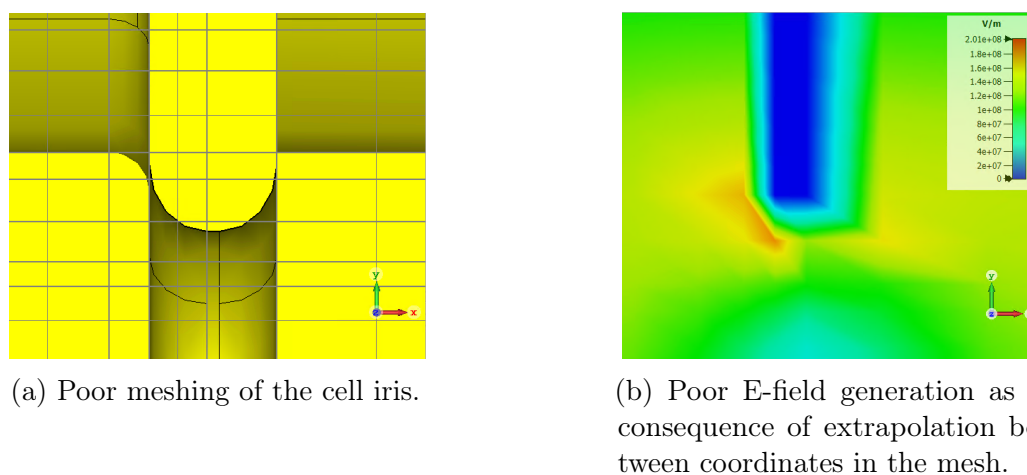 V/m
2.01e+08
1.8e+08
1.6e+08
1.4e+08
1.2e+08
1e+08
8e+07
6e+07
4e+07
2e+07
0
y
z
x
y
z
(a) Poor meshing of the cell iris.
(b) Poor E-field generation as
consequence of extrapolation b
tween coordinates in the mesh.